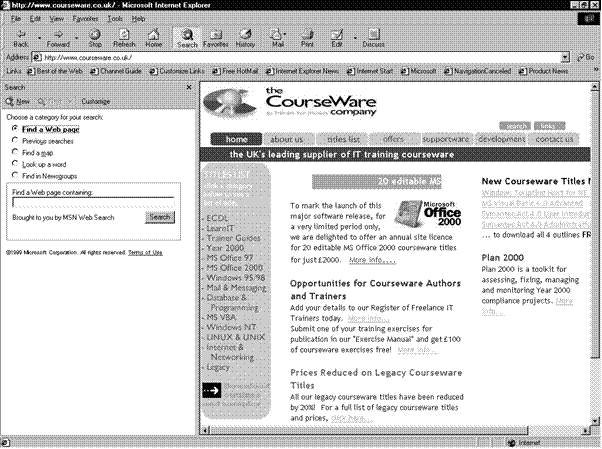 http://www.courseware.co.uk/ - Microsoft Internet Explorer
File Edit View Favorites Tools Help
Back Forward Stop Refresh Home Search Favorites History Mail Print Edit Discuss
Address http://www.courseware.co.uk/ Go
Links Best of the Web Channel Guide Customize Links Free HotMail Internet Explorer News Internet Start Microsoft NavigationCanceled Product News
Search
New Customize
Choose a category for your search:
Find a Web page
Previous searches
Find a map
Look up a word
Find in Newsgroups
Find a Web page containing:
Brought to you by MSN Web Search Search
©1999 Microsoft Corporation. All rights reserved. Terms of Use
the
CourseWare
company
search links
home about us titles list offers supportware development contact us
the UK's leading supplier of IT training courseware
TITLES LIST
- ECDL
- LearnIT
- Trainer Guides
- Year 2000
- MS Office 97
- MS Office 2000
- Windows 95/98
- Mail & Messaging
- Database &
Programming
- MS VBA
- Windows NT
- LINUX & UNIX
- Internet &
Networking
- Legacy
20 editable MS
To mark the launch of this
major software release, for
a very limited period only,
we are delighted to offer an annual site licence
for 20 editable MS Office 2000 courseware titles
for just £2000. More info.....
Microsoft
Office
2000
Opportunities for Courseware Authors
and Trainers
Add your details to our Register of Freelance IT
Trainers today. More info...
Submit one of your training exercises for
publication in our "Exercise Manual" and get £100
of courseware exercises free! More info...
Prices Reduced on Legacy Courseware
Titles
All our legacy courseware titles have been reduced
by 20%! For a full list of legacy courseware titles
and prices, click here...
New Courseware Titles N
Windows Scripting Host for NT
MS Visual Basic 6.0 Advanced
Symantec Act 4.0 User Introduc
Symantec Act 4.0 Administratio
... to download all 4 outlines FR
Plan 2000
Plan 2000 is a toolkit for
assessing, fixing, managing
and monitoring Year 2000
compliance projects. More
info...
Internet